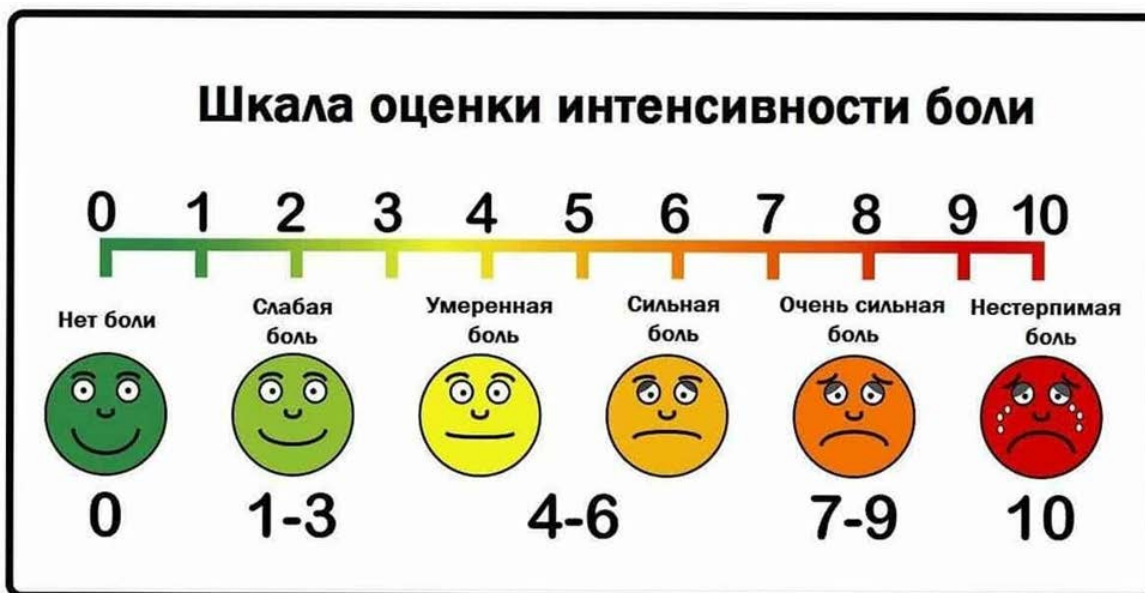 Шкала оценки интенсивности боли
0 1 2 3 4 5 6 7 8 9 10
Нет боли
Слабая
боль
Умеренная
боль
Сильная
боль
Очень сильная
боль
Нестерпимая
боль
0 1-3 4-6 7-9 10